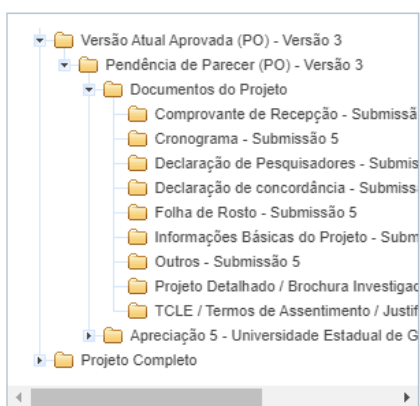 Versão Atual Aprovada (PO) - Versão 3
Pendência de Parecer (PO) - Versão 3
Documentos do Projeto
Comprovante de Recepção - Submissã
Cronograma - Submissão 5
Declaração de Pesquisadores - Submis
Declaração de concordância - Submiss
Folha de Rosto - Submissão 5
Informações Básicas do Projeto - Subm
Outros - Submissão 5
Projeto Detalhado / Brochura Investigad
TCLE / Termos de Assentimento / Justif
Apreciação 5 - Universidade Estadual de G
Projeto Completo